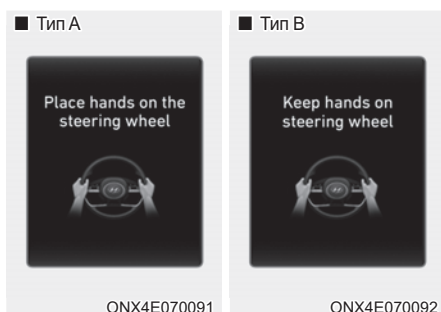 ■ Тип A
Place hands on the
steering wheel
ONX4E070091
■ Тип B
Keep hands on
steering wheel
ONX4E070092